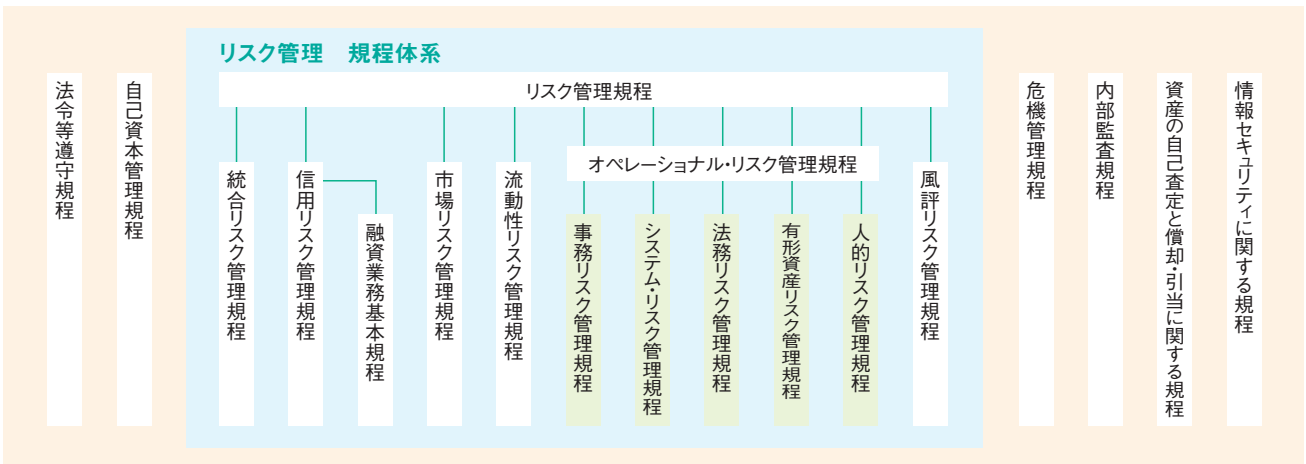 リスク管理　規程体系
リスク管理規程
オペレーショナル・リスク管理規程
法令等遵守規程
自己資本管理規程
統合リスク管理規程
信用リスク管理規程
融資業務基本規程
市場リスク管理規程
流動性リスク管理規程
事務リスク管理規程
システム・リスク管理規程
法務リスク管理規程
有形資産リスク管理規程
人的リスク管理規程
風評リスク管理規程
危機管理規程
内部監査規程
資産の自己査定と償却・引当に関する規程
情報セキュリティに関する規程